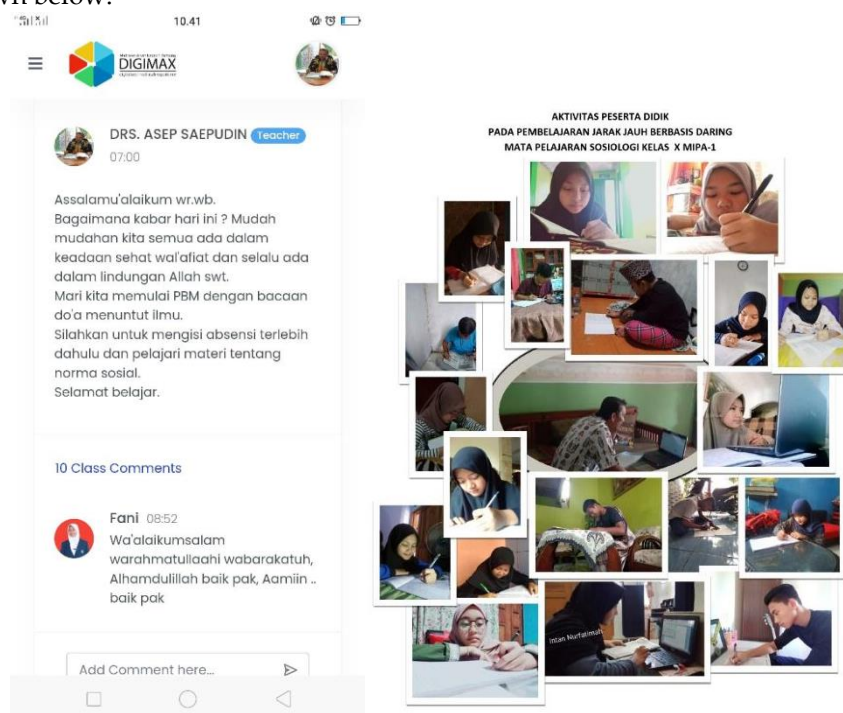 wn below:
10.41
DIGIMAX
DRS. ASEP SAEPUDIN Teacher
07:00
Assalamu'alaikum wr.wb.
Bagaimana kabar hari ini ? Mudah
mudahan kita semua ada dalam
keadaan sehat wal'afiat dan selalu ada
dalam lindungan Allah swt.
Mari kita memulai PBM dengan bacaan
do'a menuntut ilmu.
Silahkan untuk mengisi absensi terlebih
dahulu dan pelajari materi tentang
norma sosial.
Selamat belajar.
10 Class Comments
Fani 08:52
Wa'alaikumsalam
warahmatullaahi wabarakatuh,
Alhamdulillah baik pak, Aamiin ..
baik pak
Add Comment here...
AKTIVITAS PESERTA DIDIK
PADA PEMBELAJARAN JARAK JAUH BERBASIS DARING
MATA PELAJARAN SOSIOLOGI KELAS X MIPA-1
Intan Nurfatimah